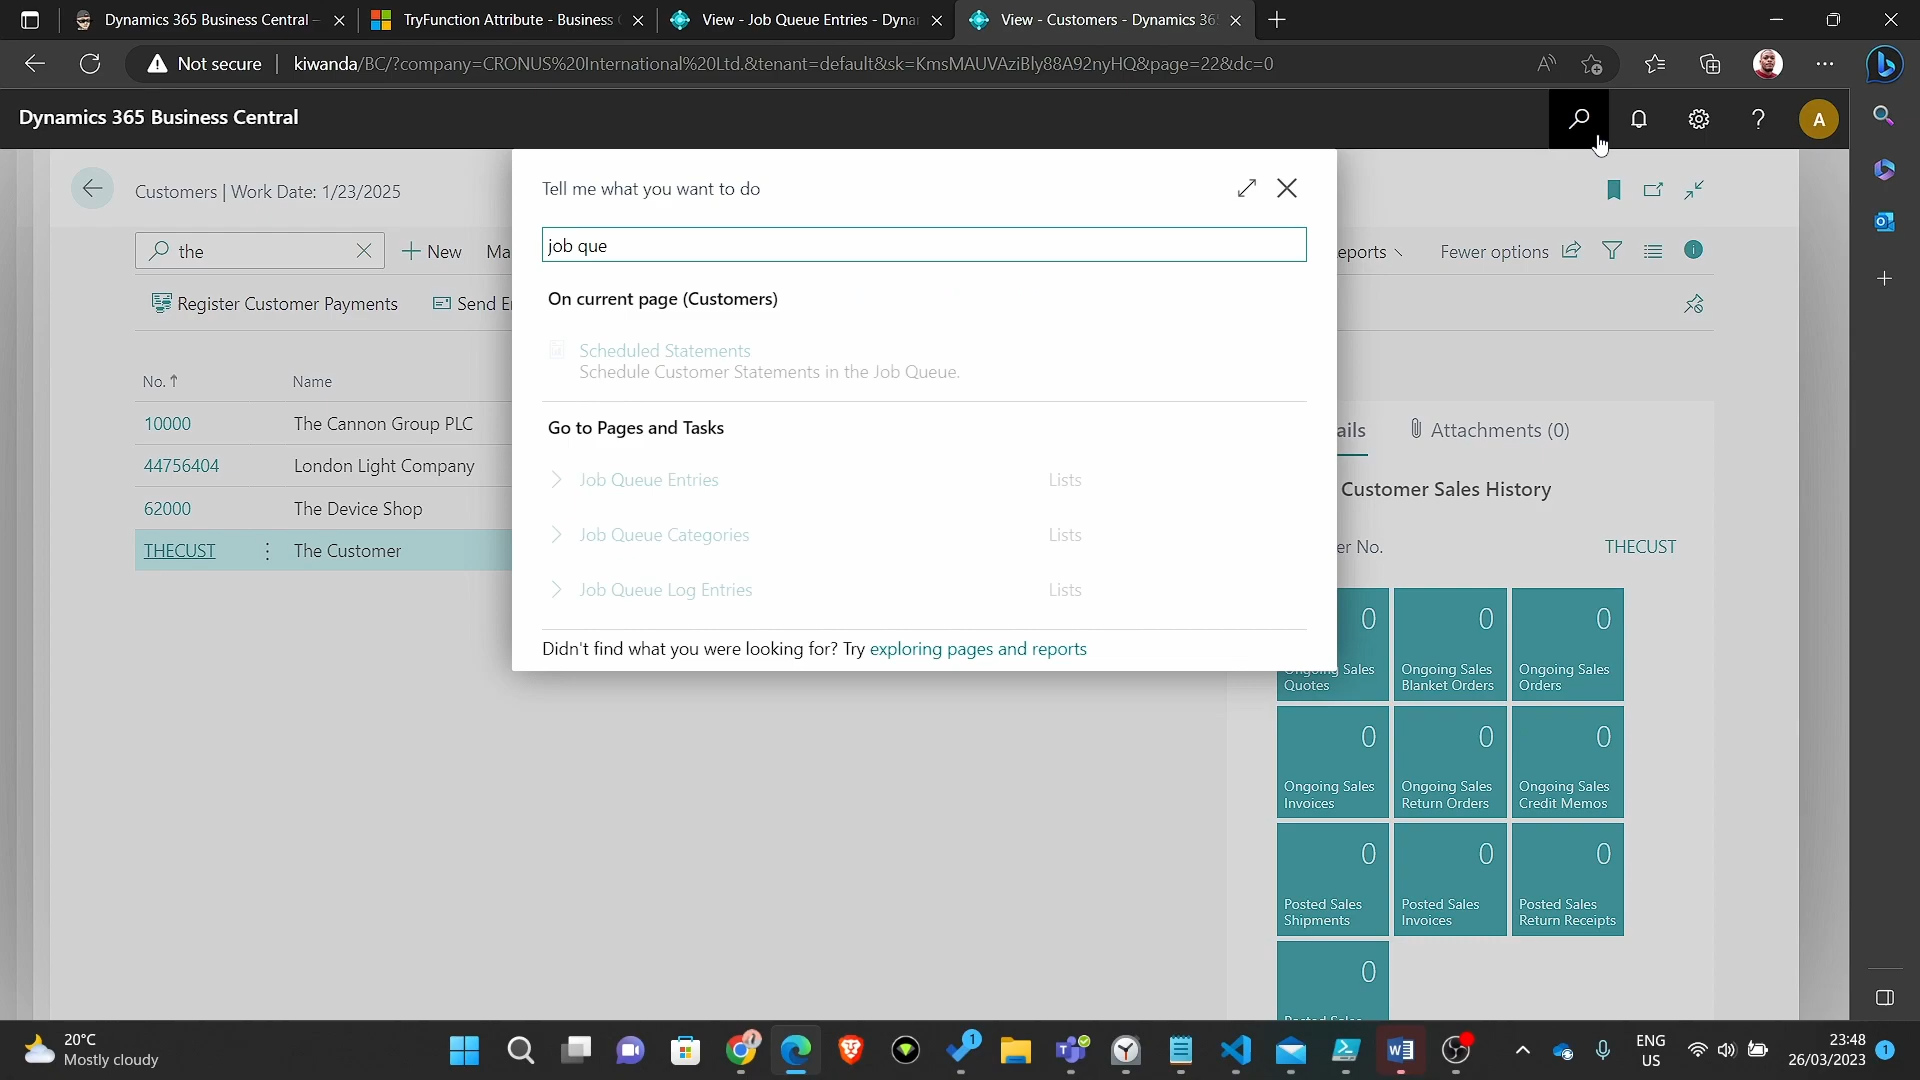 Dynamics 365 Business Central –
TryFunction Attribute - Business
View - Job Queue Entries - Dyna
View - Customers - Dynamics 36
Not secure
kiwanda/BC/?company=CRONUS%20International%20Ltd.&tenant=default&sk=KmsMAUVAziBly88A92nyHQ&page=22&dc=0
Dynamics 365 Business Central
A
Customers | Work Date: 1/23/2025
Tell me what you want to do
the
New
Ma
job que
eports
Fewer options
Register Customer Payments
Send E
On current page (Customers)
Scheduled Statements
Schedule Customer Statements in the Job Queue.
No. ↑
Name
10000
The Cannon Group PLC
44756404
London Light Company
62000
The Device Shop
THECUST
The Customer
Go to Pages and Tasks
Job Queue Entries
Lists
Job Queue Categories
Lists
Job Queue Log Entries
Lists
Didn't find what you were looking for? Try exploring pages and reports
ails
Attachments (0)
Customer Sales History
er No.
THECUST
0
0
0
Ongoing Sales Quotes
Ongoing Sales Blanket Orders
Ongoing Sales Orders
0
0
0
Ongoing Sales Invoices
Ongoing Sales Return Orders
Ongoing Sales Credit Memos
0
0
0
Posted Sales Shipments
Posted Sales Invoices
Posted Sales Return Receipts
0
Posted Sales
20°C
Mostly cloudy
1
ENG
US
23:48
26/03/2023
1